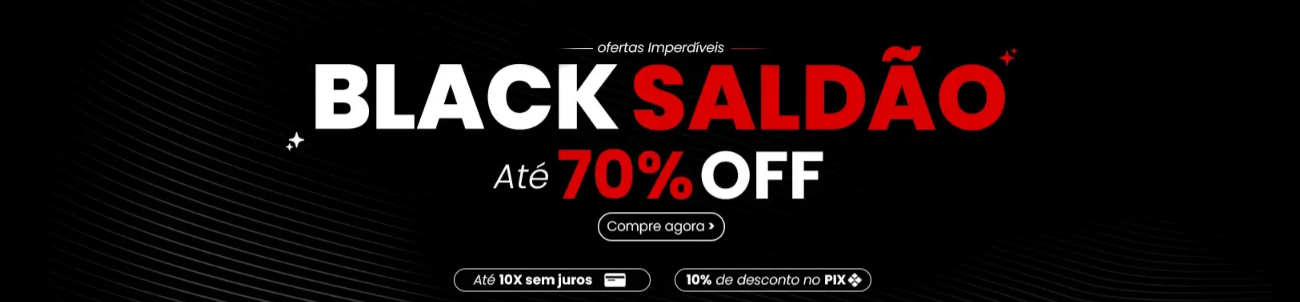 ofertas Imperdíveis
BLACK SALDÃO
Até 70% OFF
Compre agora >
Até 10X sem juros
10% de desconto no PIX